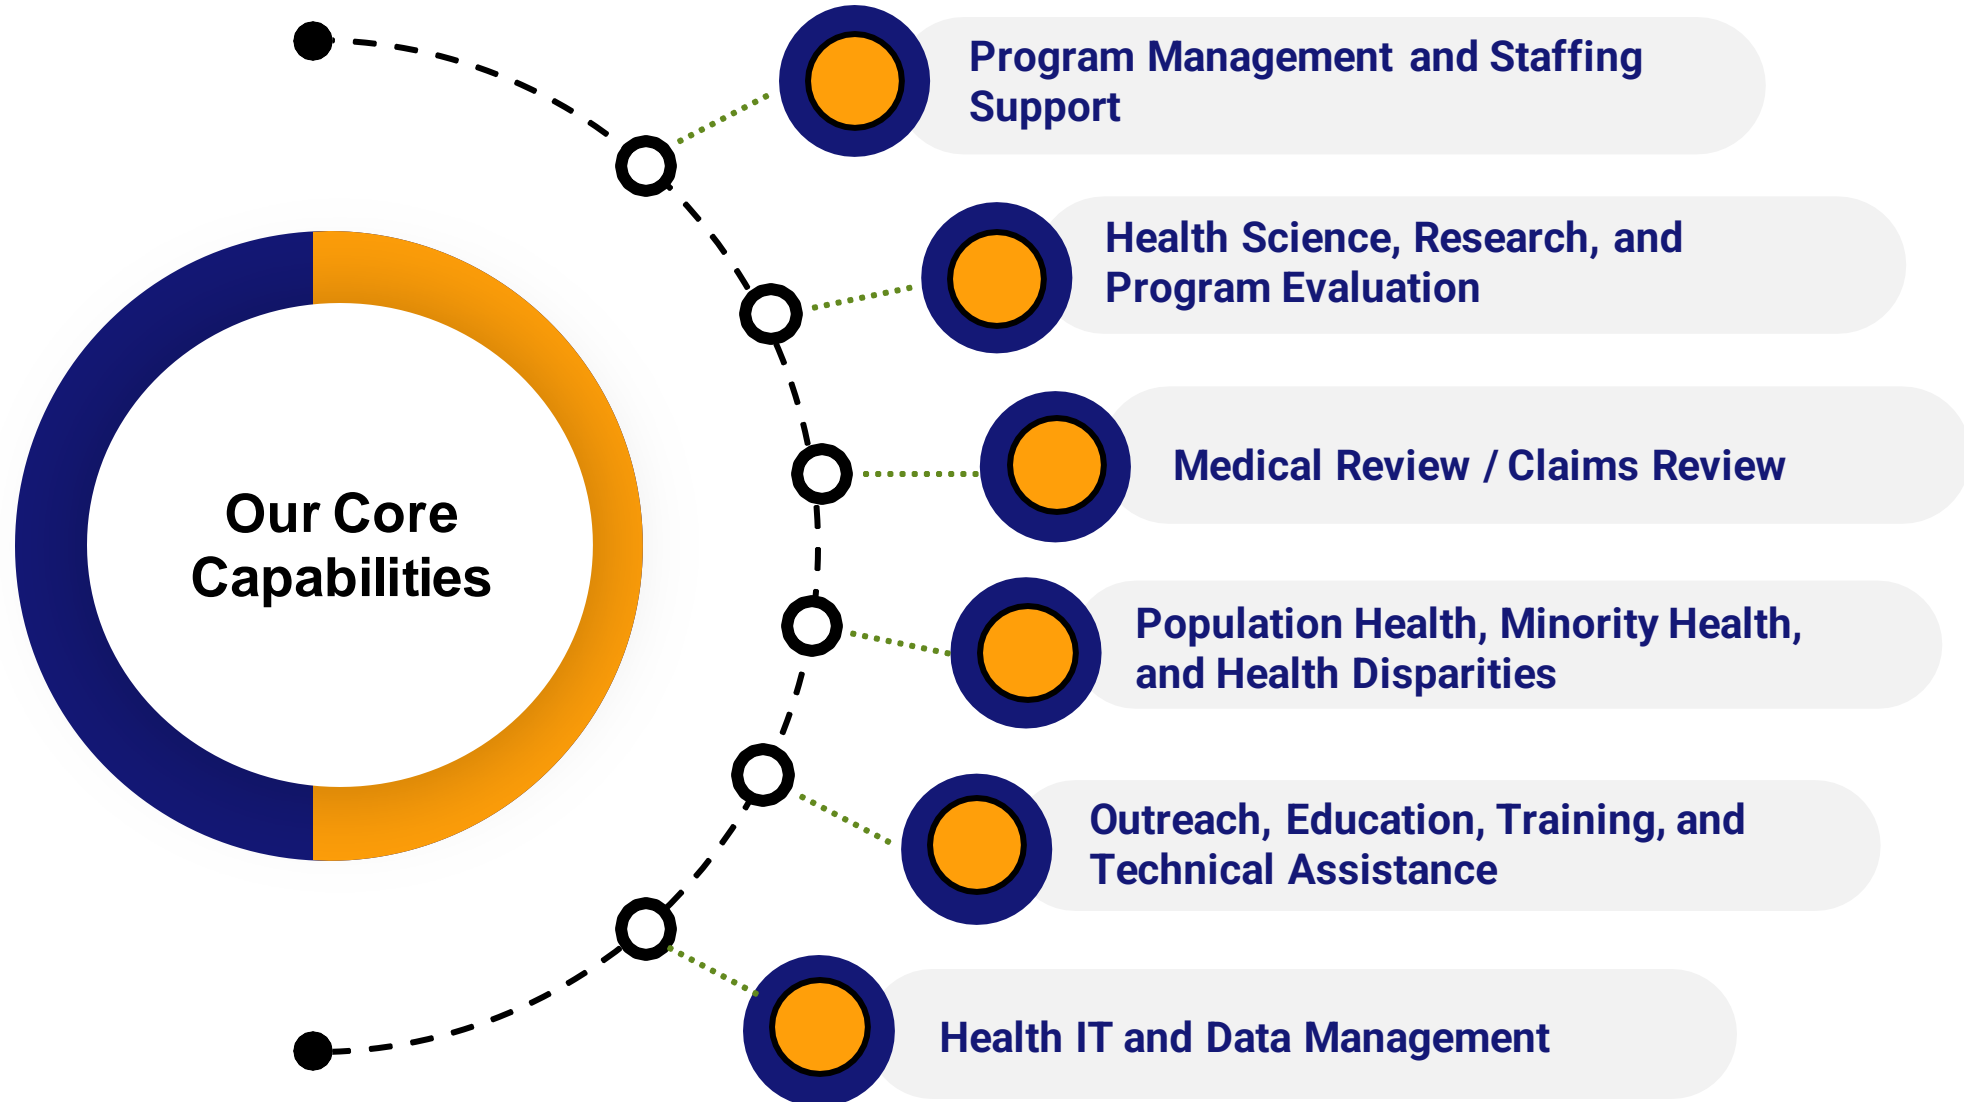 Our Core
Capabilities
Program Management and Staffing
Support
Health Science, Research, and
Program Evaluation
Medical Review / Claims Review
Population Health, Minority Health,
and Health Disparities
Outreach, Education, Training, and
Technical Assistance
Health IT and Data Management